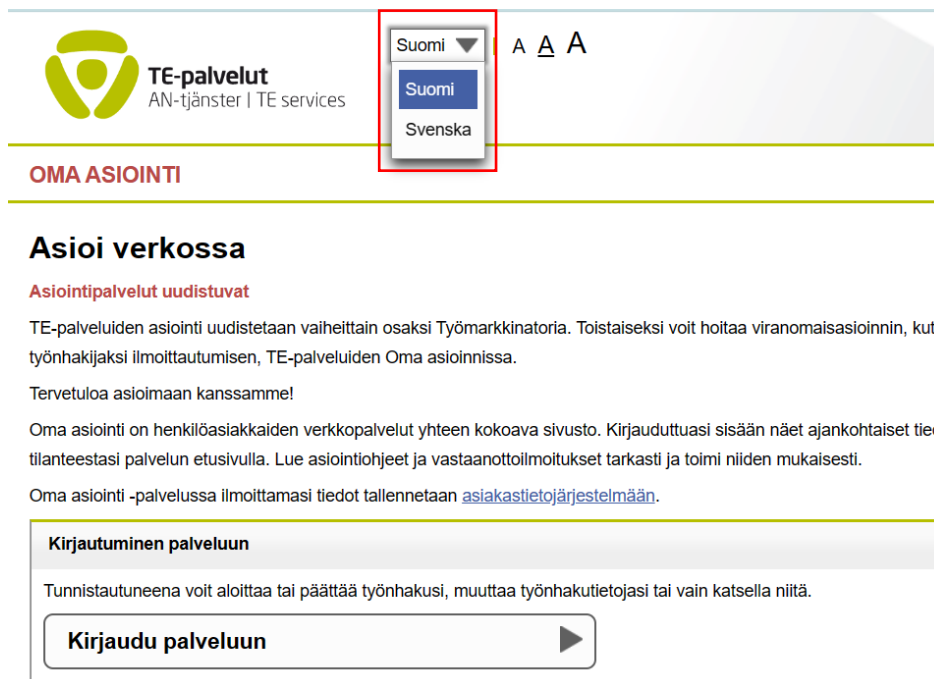 Suomi
A A A
TE-palvelut
AN-tjänster | TE services
Suomi
Svenska
OMA ASIOINTI
Asioi verkossa
Asiointipalvelut uudistuvat
TE-palveluiden asiointi uudistetaan vaiheittain osaksi Työmarkkinatoria. Toistaiseksi voit hoitaa viranomaisasioinnin,
työnhakijaksi ilmoittautumisen, TE-palveluiden Oma asioinnissa.
Tervetuloa asioimaan kanssamme!
Oma asiointi on henkilöasiakkaiden verkkopalvelut yhteen kokoava sivusto. Kirjauduttuasi sisään näet ajankohtaiset
tilanteestasi palvelun etusivulla. Lue asiointiohjeet ja vastaanottoilmoitukset tarkasti ja toimi niiden mukaisesti.
Oma asiointi -palvelussa ilmoittamasi tiedot tallennetaan asiakastietojärjestelmään.
Kirjautuminen palveluun
Tunnistautuneena voit aloittaa tai päättää työnhakusi, muuttaa työnhakutietojasi tai vain katsella niitä.
Kirjaudu palveluun